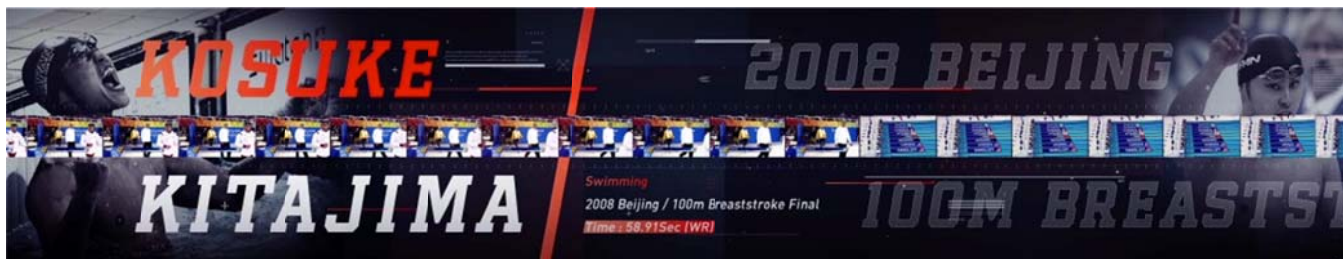 KOSUKE
KITAJIMA
Swimming
2008 Beijing / 100m Breaststroke Final
Time : 58.91Sec (WR)
2008 BEIJING
100M BREASTST